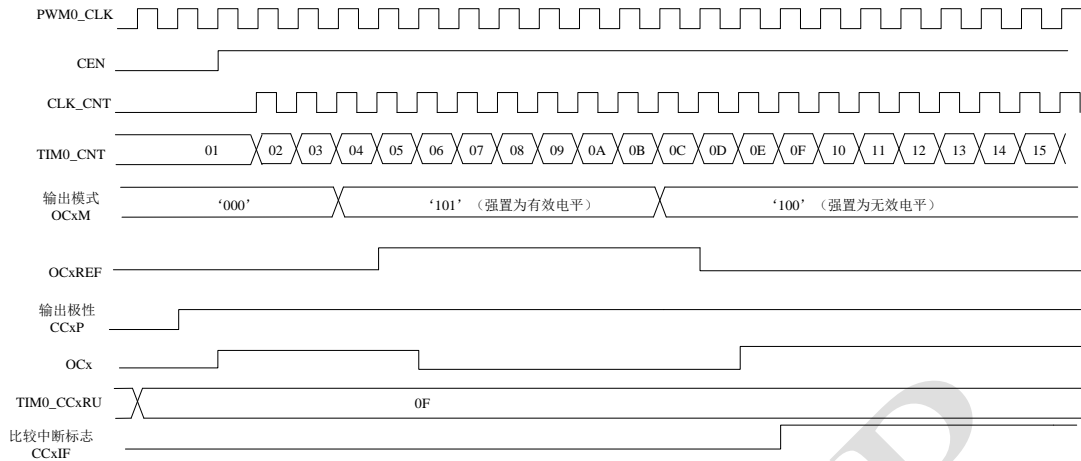 PWM0_CLK
CEN
CLK_CNT
TIM0_CNT 01 02 03 04 05 06 07 08 09 0A 0B 0C 0D 0E 0F 10 11 12 13 14 15
输出模式
OCxM
‘000’ ‘101’（强置为有效电平） ‘100’（强置为无效电平）
OCxREF
输出极性
CCxP
OCx
TIM0_CCxRU 0F
比较中断标志
CCxIF